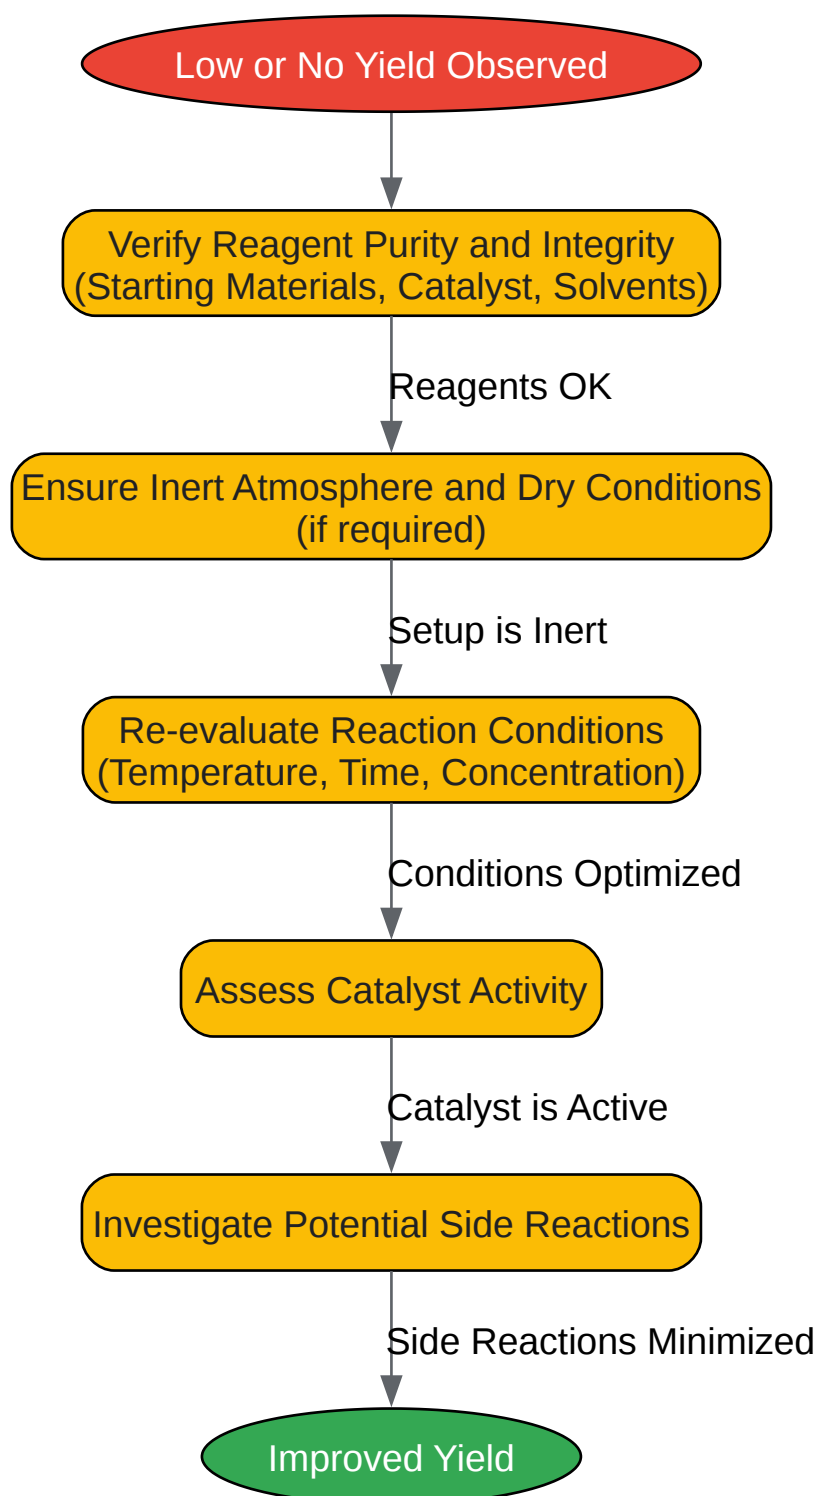 Low or No Yield Observed
Verify Reagent Purity and Integrity
(Starting Materials, Catalyst, Solvents)
Reagents OK
Ensure Inert Atmosphere and Dry Conditions
(if required)
Setup is Inert
Re-evaluate Reaction Conditions
(Temperature, Time, Concentration)
Conditions Optimized
Assess Catalyst Activity
Catalyst is Active
Investigate Potential Side Reactions
Side Reactions Minimized
Improved Yield